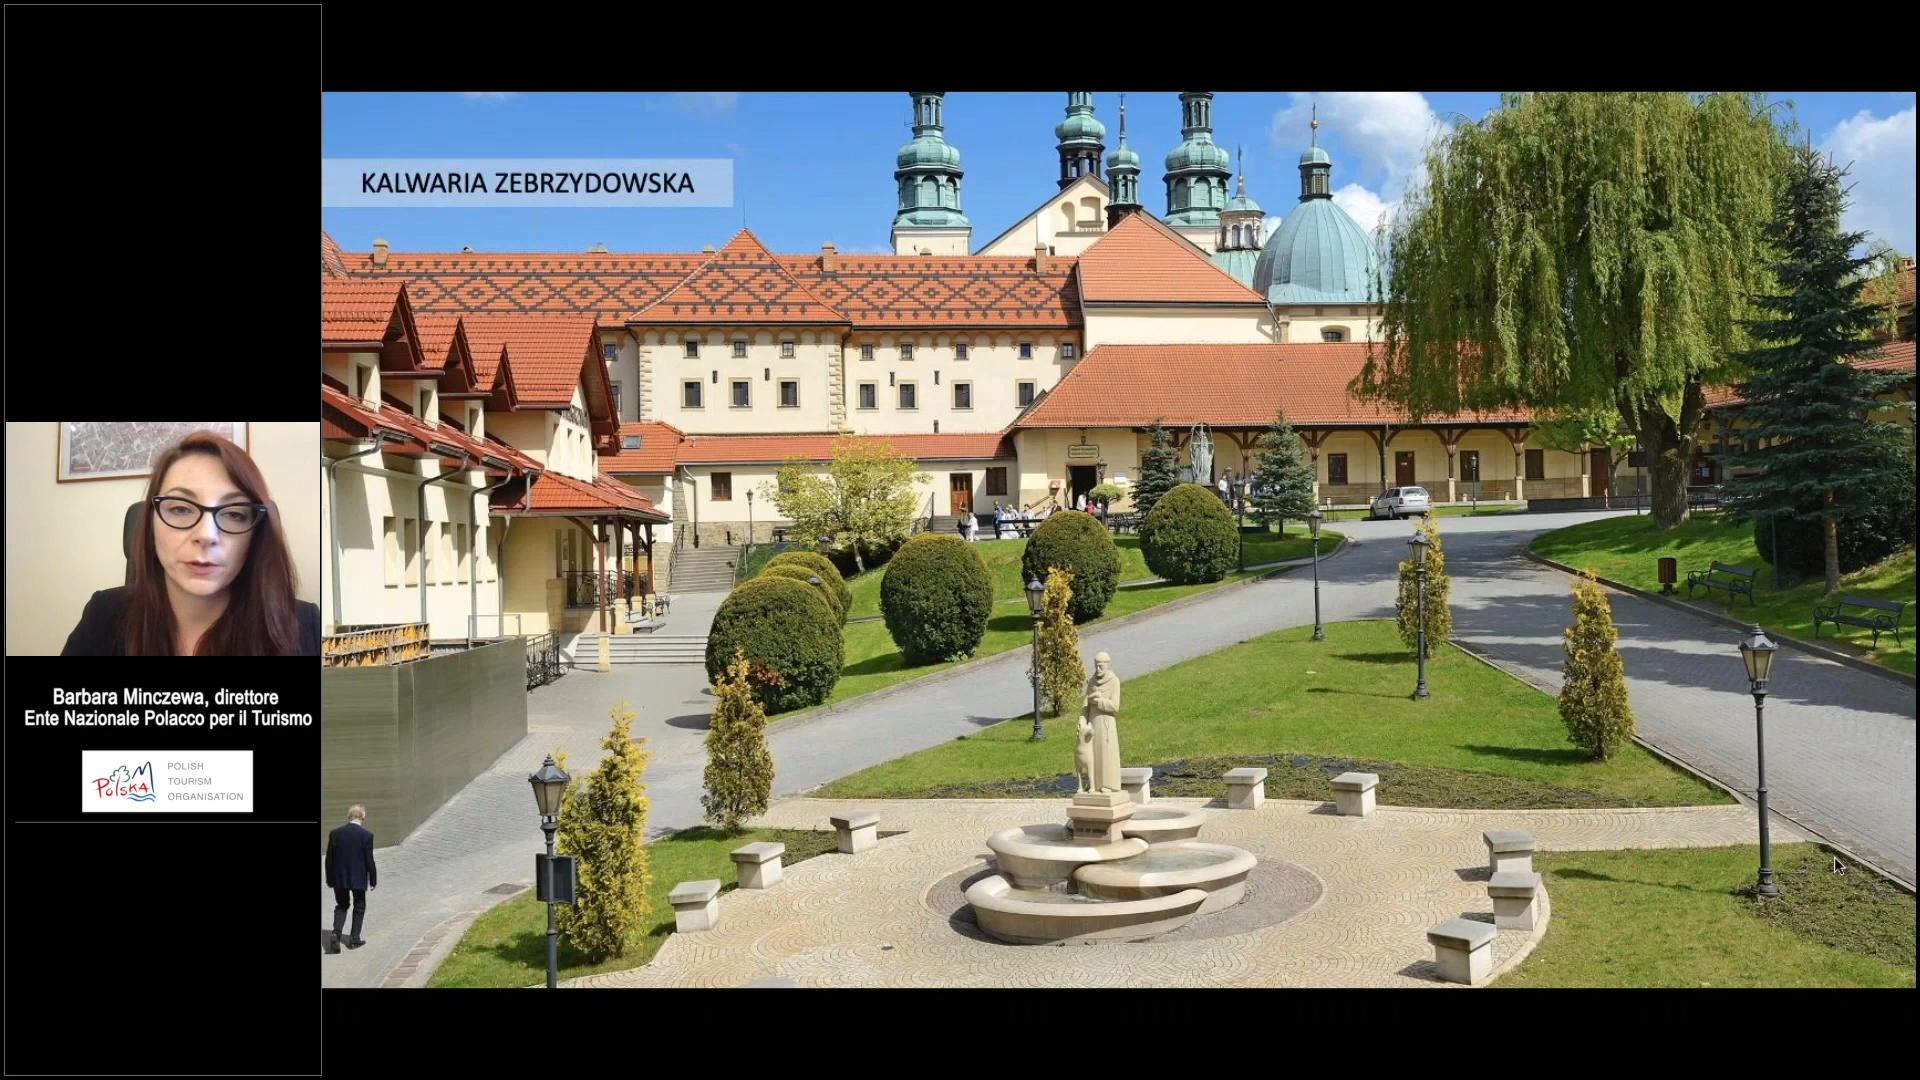 KALWARIA ZEBRZYDOWSKA
Barbara Minczewa, direttore
Ente Nazionale Polacco per il Turismo
POLSKA
POLISH
TOURISM
ORGANISATION